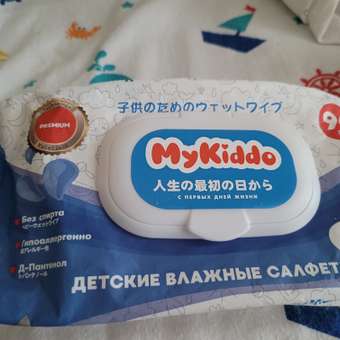 子供のためのウェットワイプ
PREMIUM
MyKiddo
人生の最初の日から
С ПЕРВЫХ ДНЕЙ ЖИЗНИ
Без спирта
Гипоаллергенно
Д-Пантенол
ДЕТСКИЕ ВЛАЖНЫЕ САЛФЕТ